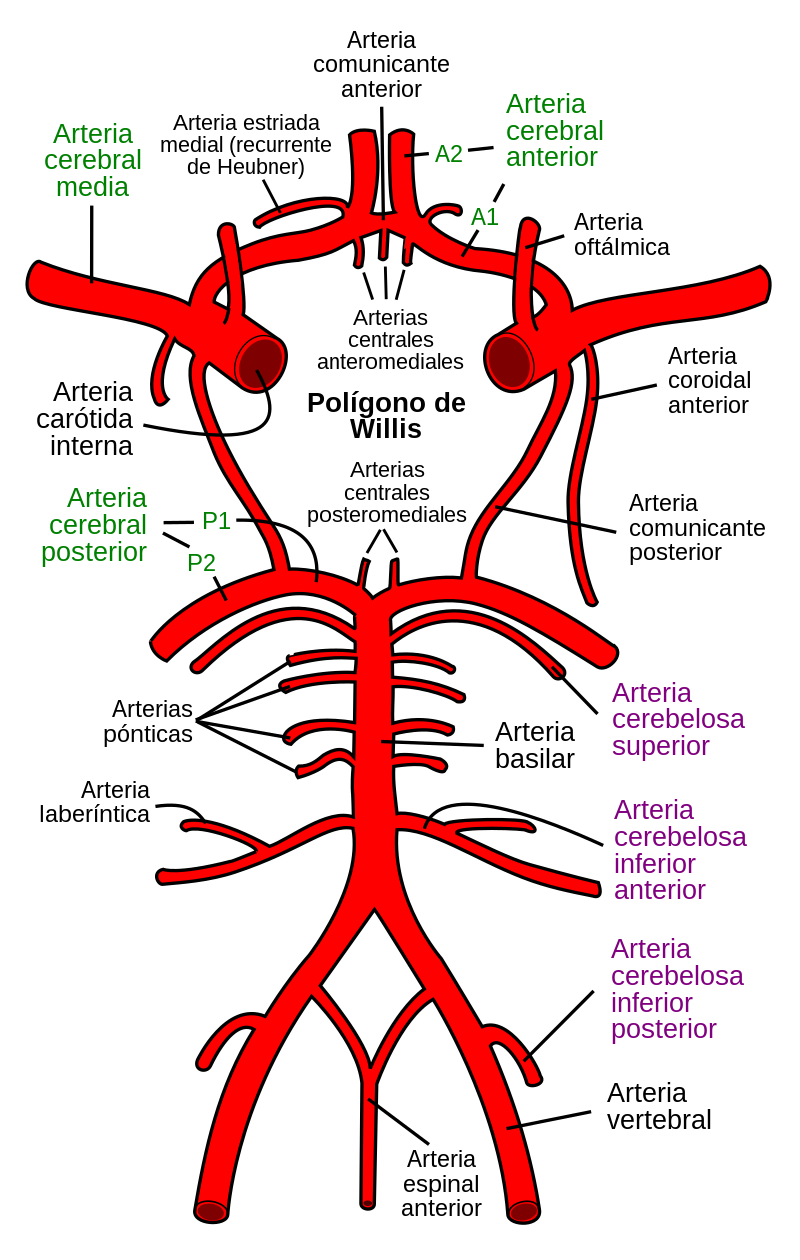 Arteria
comunicante
anterior
Arteria
cerebral
anterior
Arteria estriada
medial (recurrente
de Heubner)
Arteria
cerebral
media
A2
A1
Arteria
oftálmica
Arterias
centrales
anteromediales
Arteria
coroidal
anterior
Arteria
carótida
interna
Polígono de
Willis
Arterias
centrales
posteromediales
Arteria
cerebral
posterior
P1
P2
Arteria
comunicante
posterior
Arteria
cerebelosa
superior
Arterias
pónticas
Arteria
basilar
Arteria
laberíntica
Arteria
cerebelosa
inferior
anterior
Arteria
cerebelosa
inferior
posterior
Arteria
vertebral
Arteria
espinal
anterior